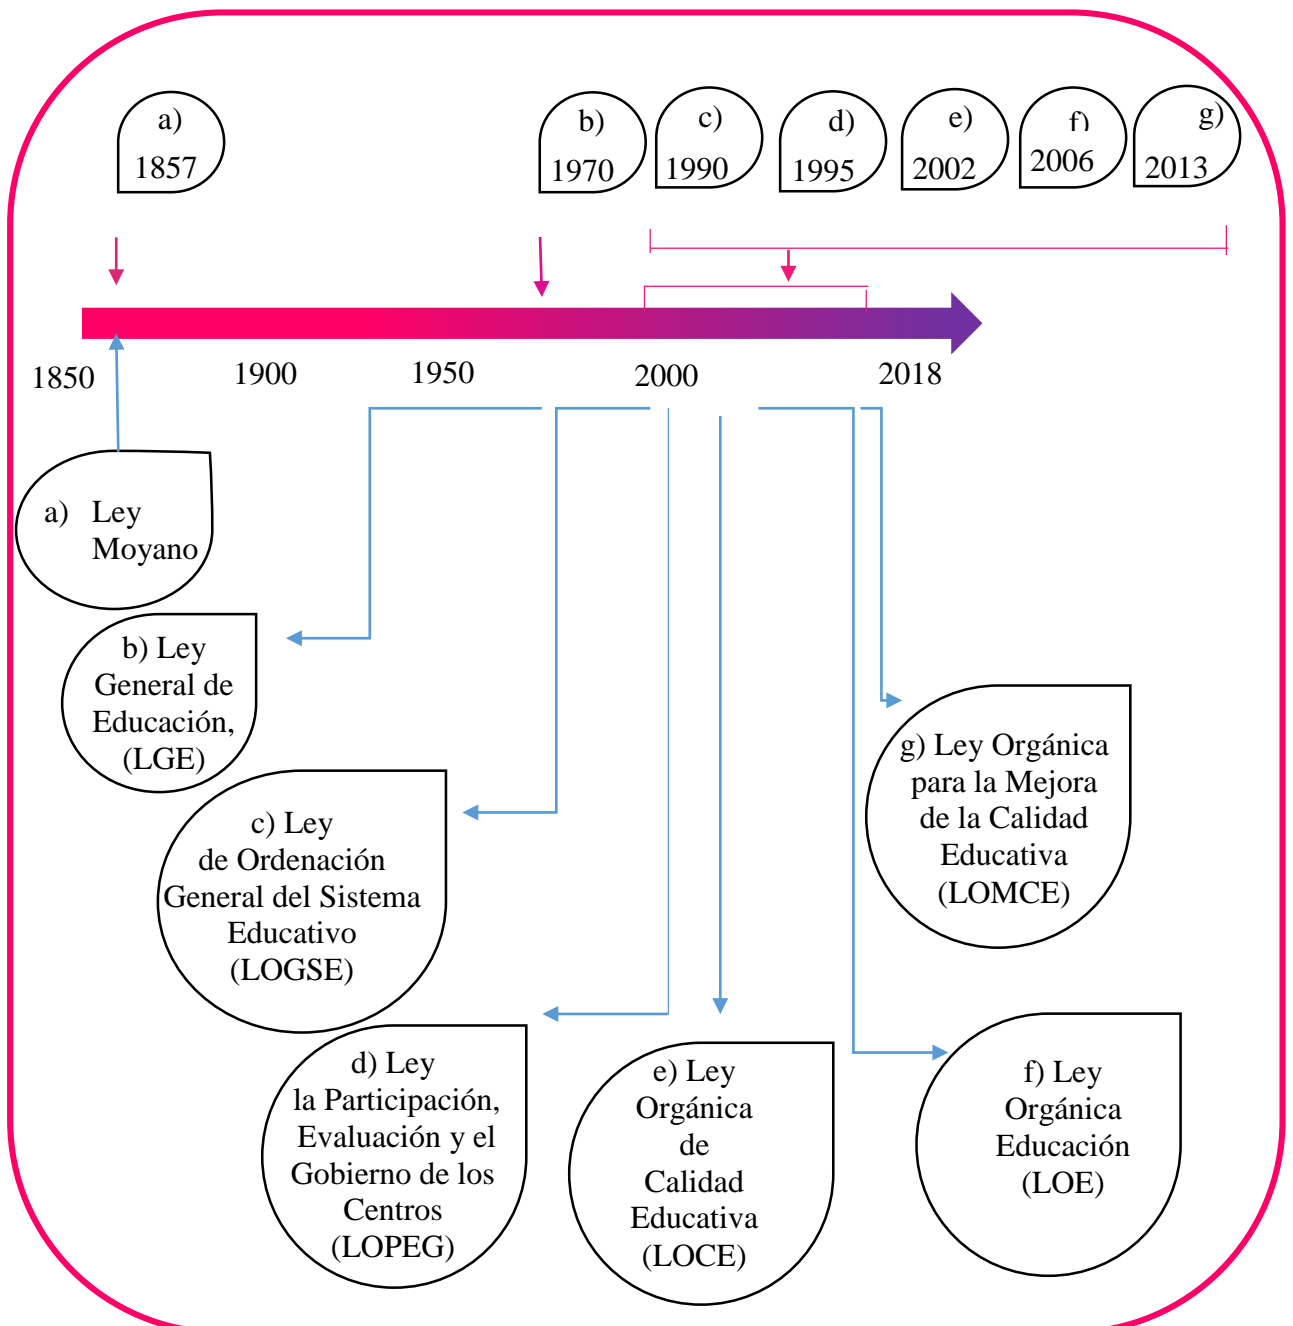 a)
1857
b)
1970
c)
1990
d)
1995
e)
2002
f)
2006
g)
2013
1850
1900
1950
2000
2018
a) Ley
Moyano
b) Ley
General de
Educación,
(LGE)
c) Ley
de Ordenación
General del Sistema
Educativo
(LOGSE)
d) Ley
la Participación,
Evaluación y el
Gobierno de los
Centros
(LOPEG)
e) Ley
Orgánica
de
Calidad
Educativa
(LOCE)
f) Ley
Orgánica
Educación
(LOE)
g) Ley Orgánica
para la Mejora
de la Calidad
Educativa
(LOMCE)